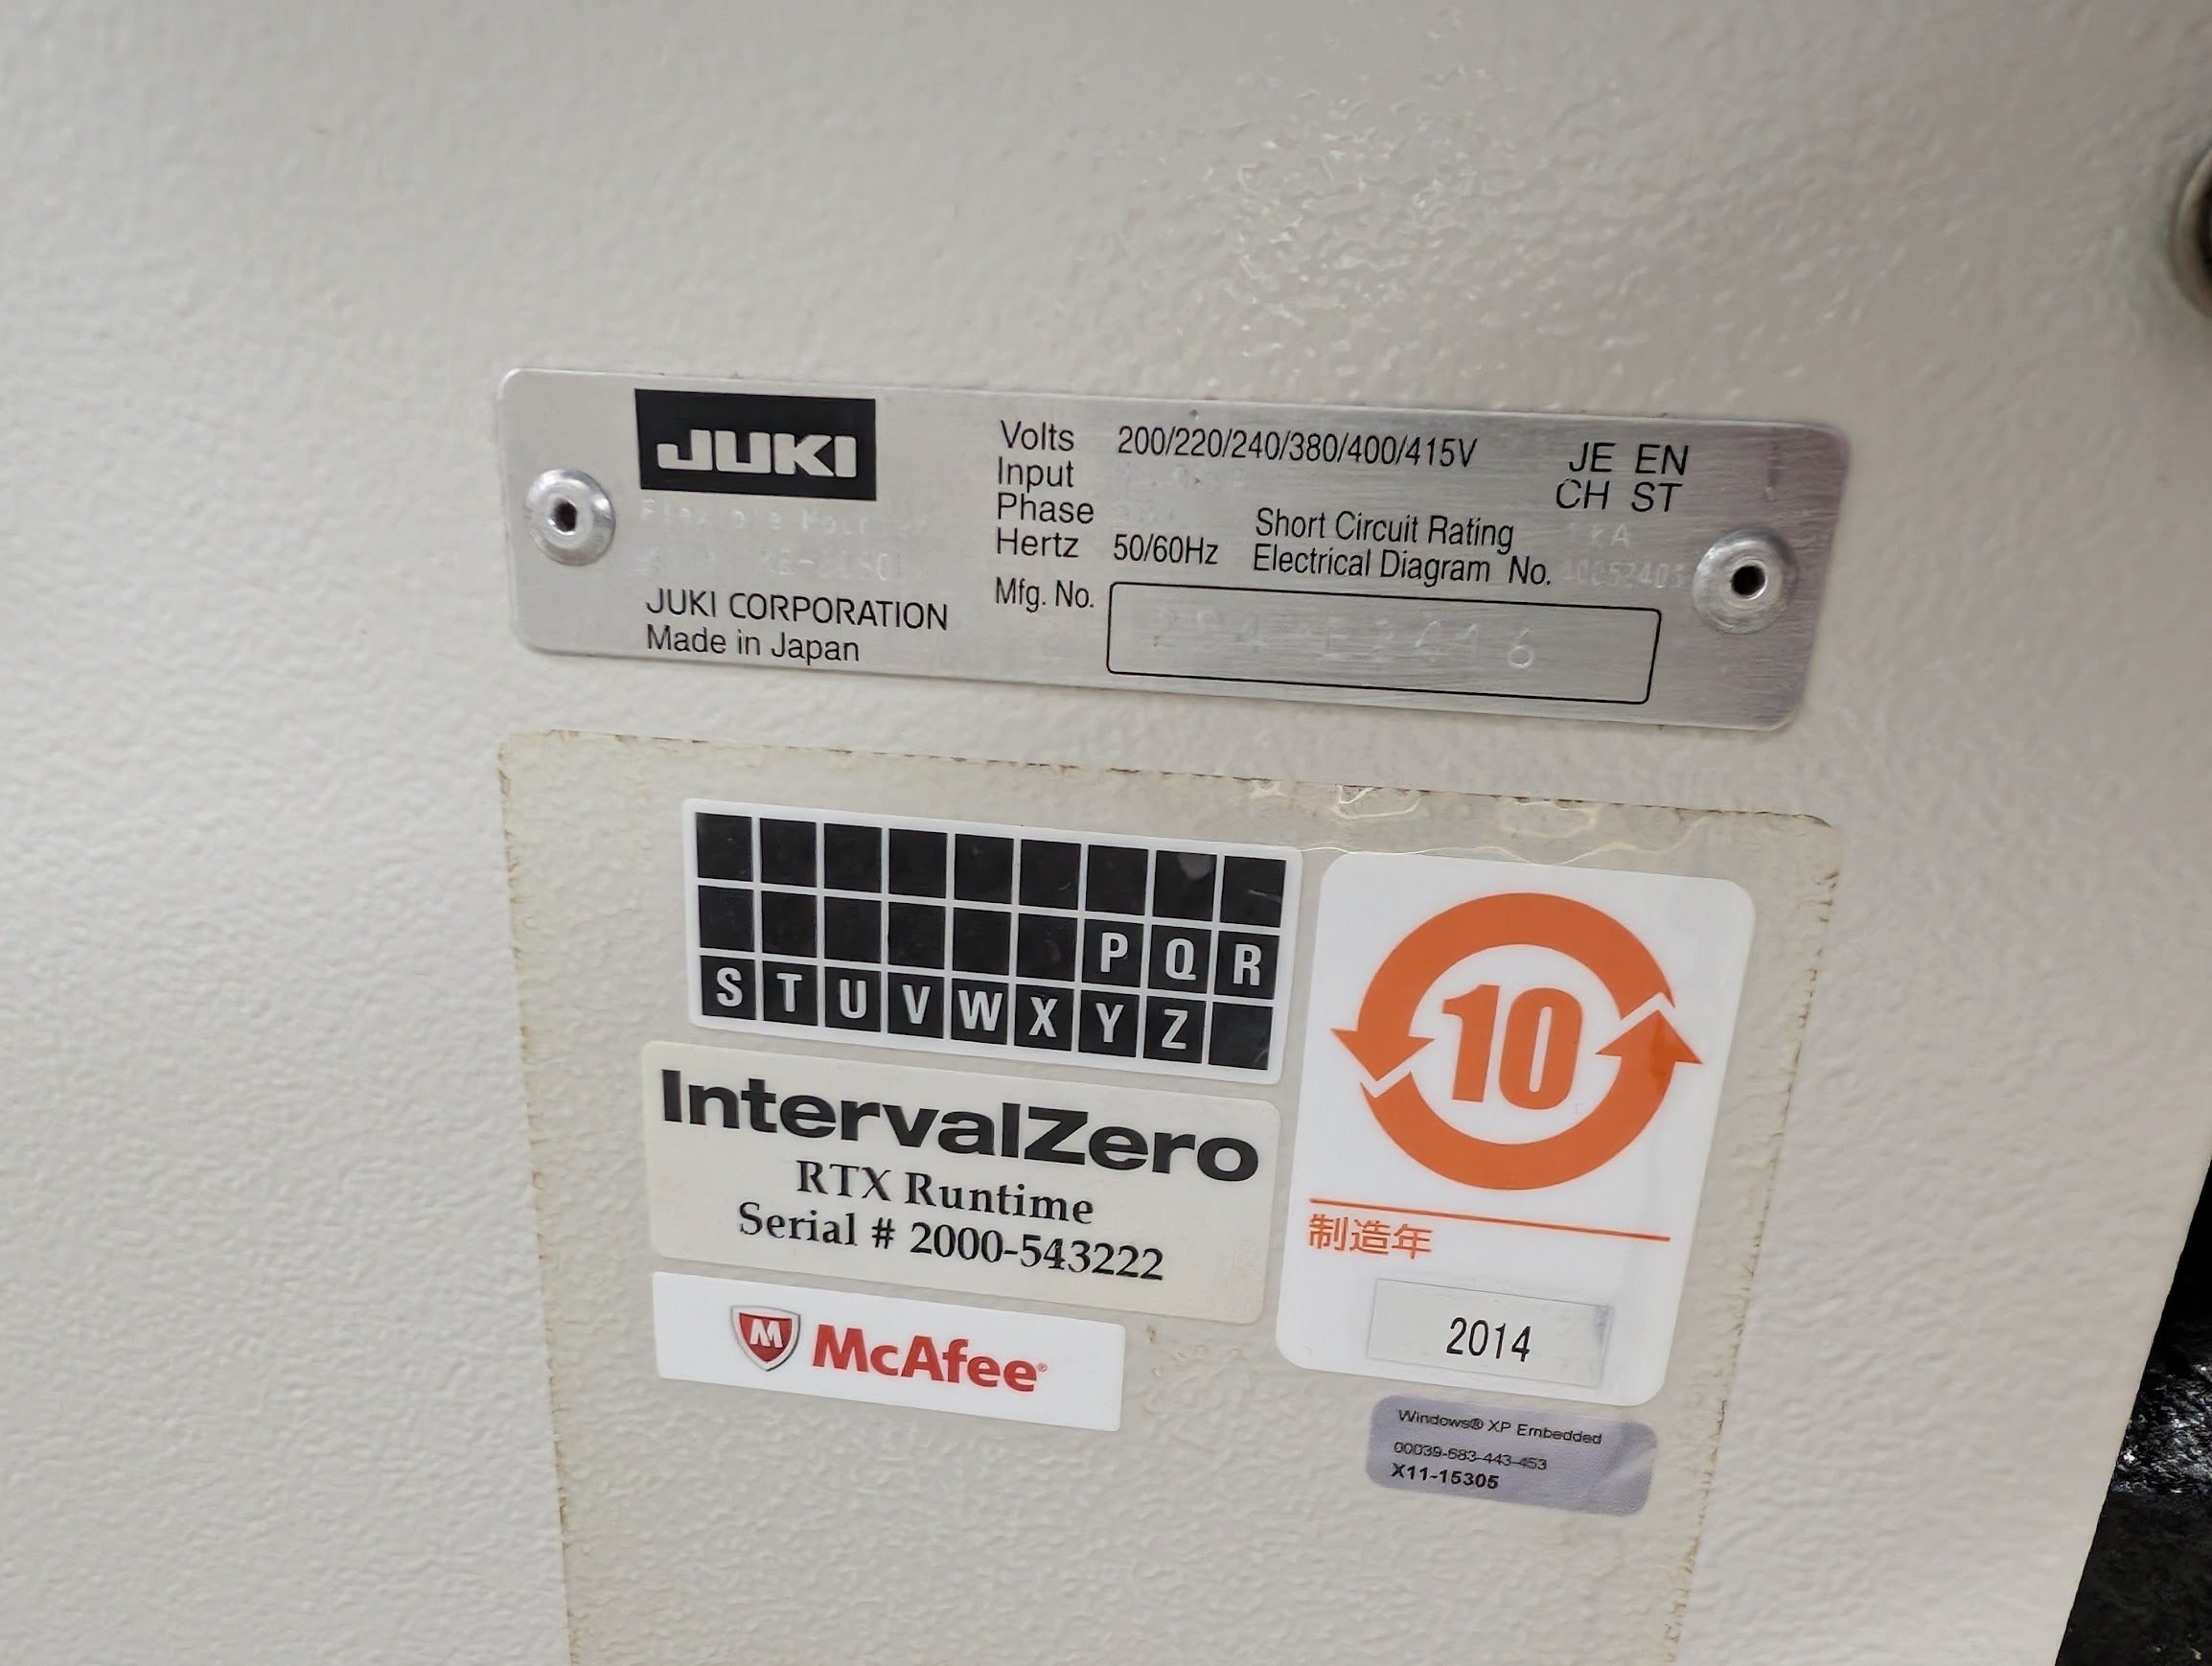 JUKI
JUKI CORPORATION
Made in Japan
Volts 200/220/240/380/400/415V
Input
Phase
Hertz 50/60Hz
Short Circuit Rating
Electrical Diagram No.
Mfg. No.
JE EN
CH ST
P Q R
S T U V W X Y Z
IntervalZero
RTX Runtime
Serial # 2000-543222
McAfee
10
制造年
2014
Windows® XP Embedded
00039-683-443-453
X11-15305